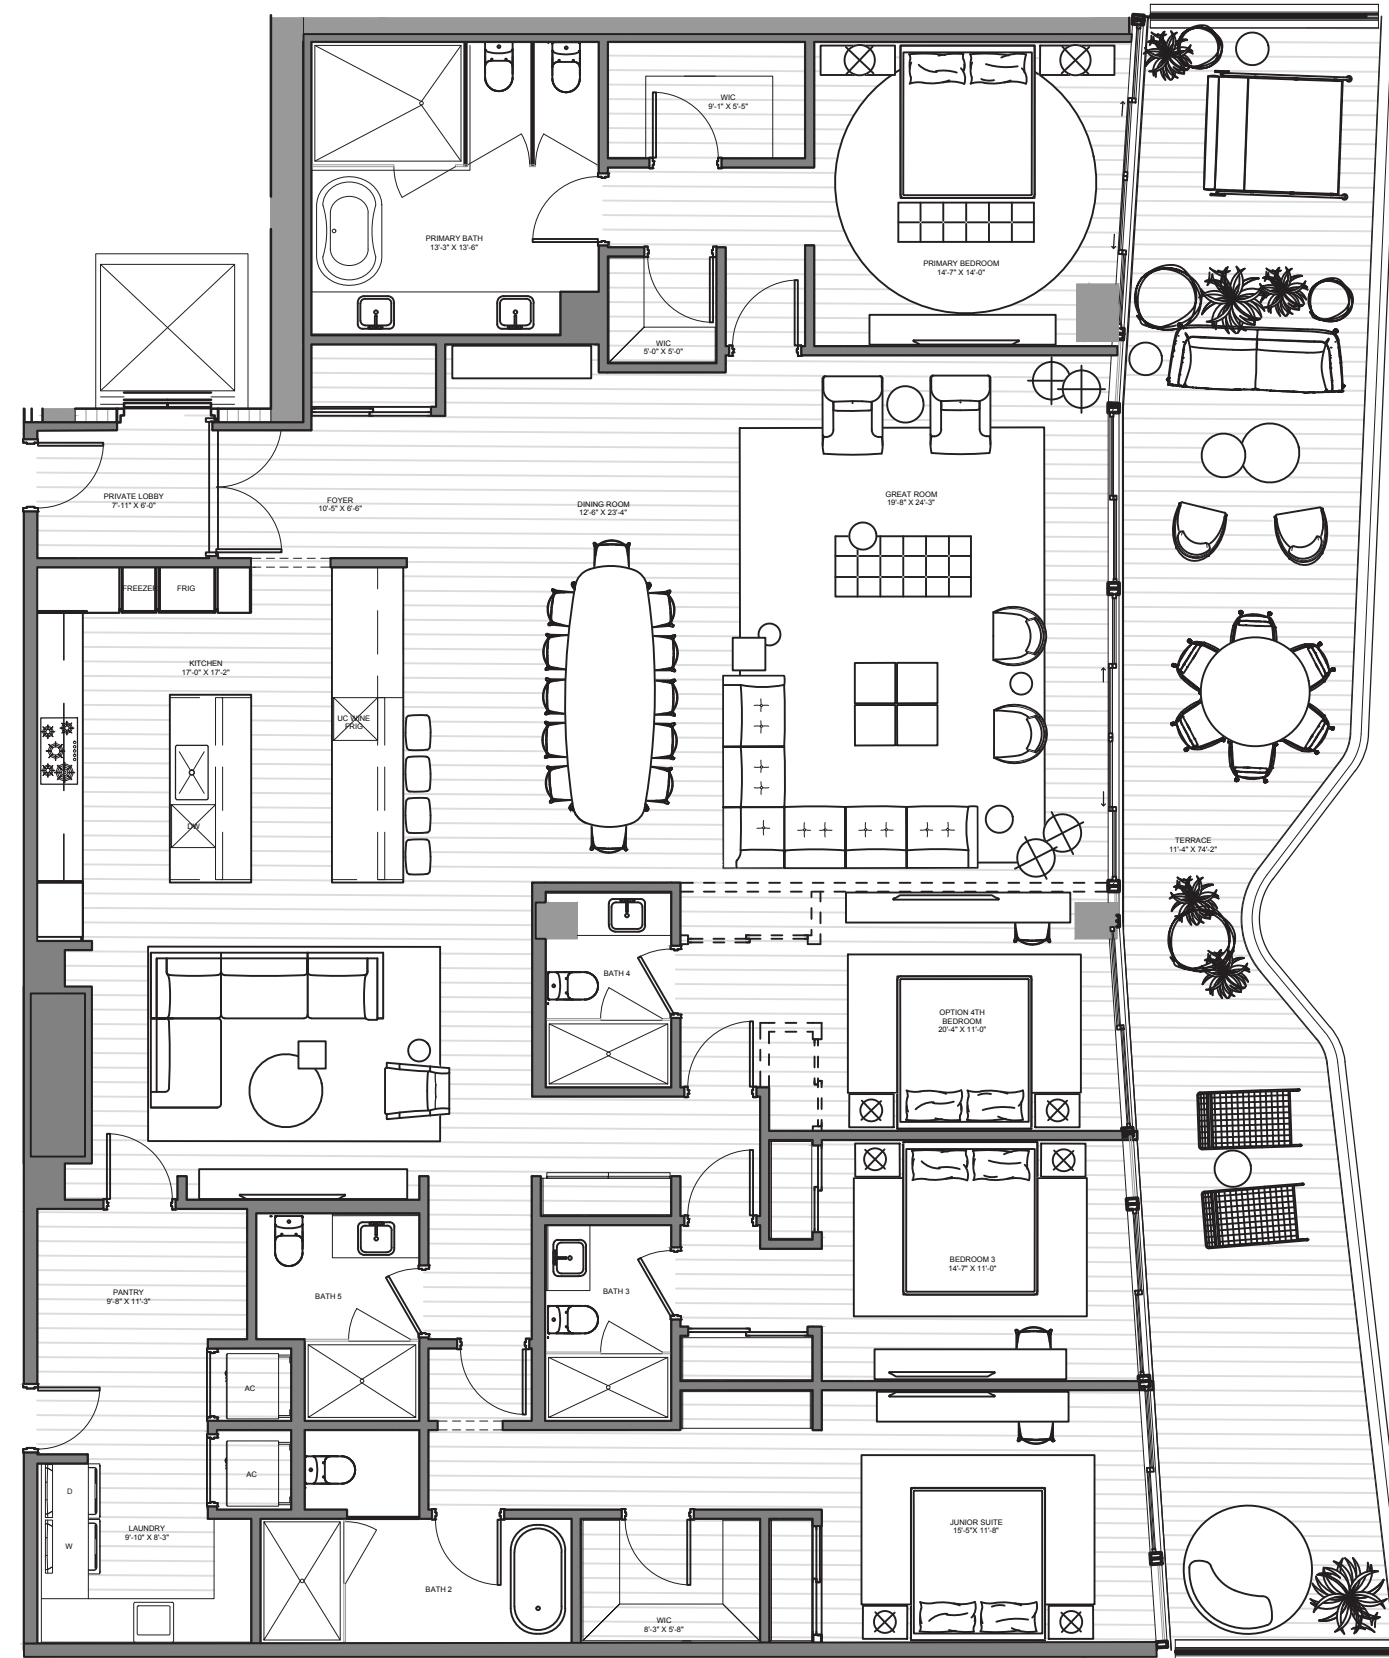 WIC
9'-1" X 5'-5"
PRIMARY BATH
13'-3" X 13'-6"
PRIMARY BEDROOM
14'-7" X 14'-0"
WIC
5'-0" X 5'-0"
PRIVATE LOBBY
7'-11" X 6'-0"
FOYER
10'-5" X 6'-6"
DINING ROOM
12'-6" X 23'-4"
GREAT ROOM
19'-8" X 24'-3"
FREEZER
FRIG
KITCHEN
17'-0" X 17'-2"
UC WINE
FRIG
DW
TERRACE
11'-4" X 74'-2"
BATH 4
OPTION 4TH
BEDROOM
20'-4" X 11'-0"
BEDROOM 3
14'-7" X 11'-0"
PANTRY
9'-8" X 11'-3"
BATH 5
BATH 3
AC
AC
D
W
LAUNDRY
9'-10" X 8'-3"
JUNIOR SUITE
15'-5"X 11'-8"
BATH 2
WIC
8'-3" X 5'-8"